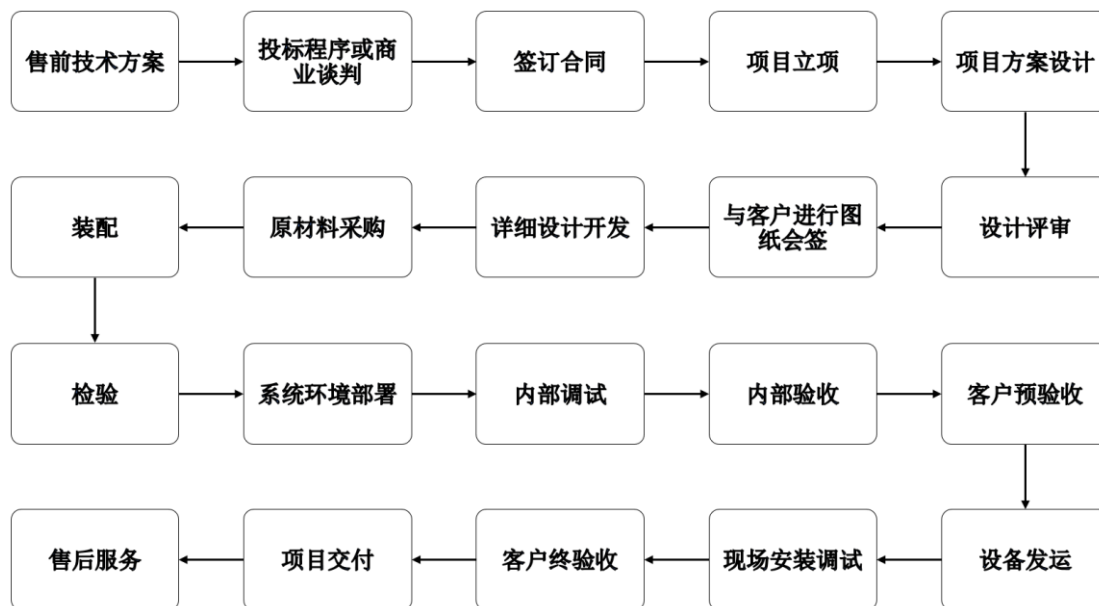 售前技术方案
投标程序或商
业谈判
签订合同
项目立项
项目方案设计
设计评审
与客户进行图
纸会签
详细设计开发
原材料采购
装配
检验
系统环境部署
内部调试
内部验收
客户预验收
设备发运
现场安装调试
客户终验收
项目交付
售后服务